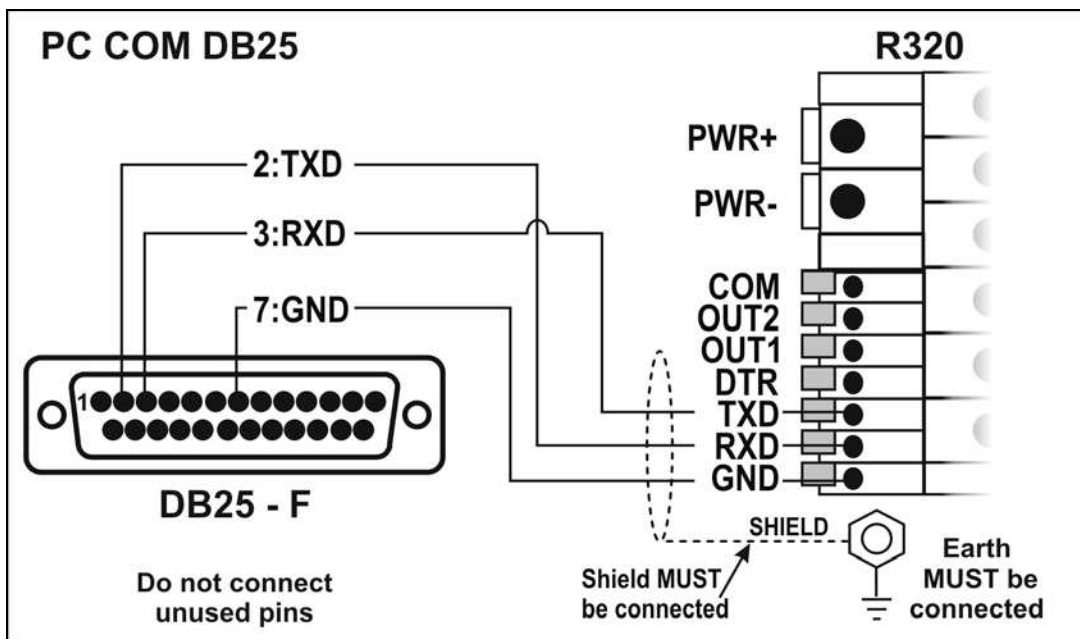 PC COM DB25
R320
PWR+
2:TXD
PWR-
3:RXD
COM
7:GND
OUT2
OUT1
DTR
1
TXD
RXD
GND
DB25 - F
SHIELD
Do not connect
unused pins
Shield MUST
be connected
Earth
MUST be
connected